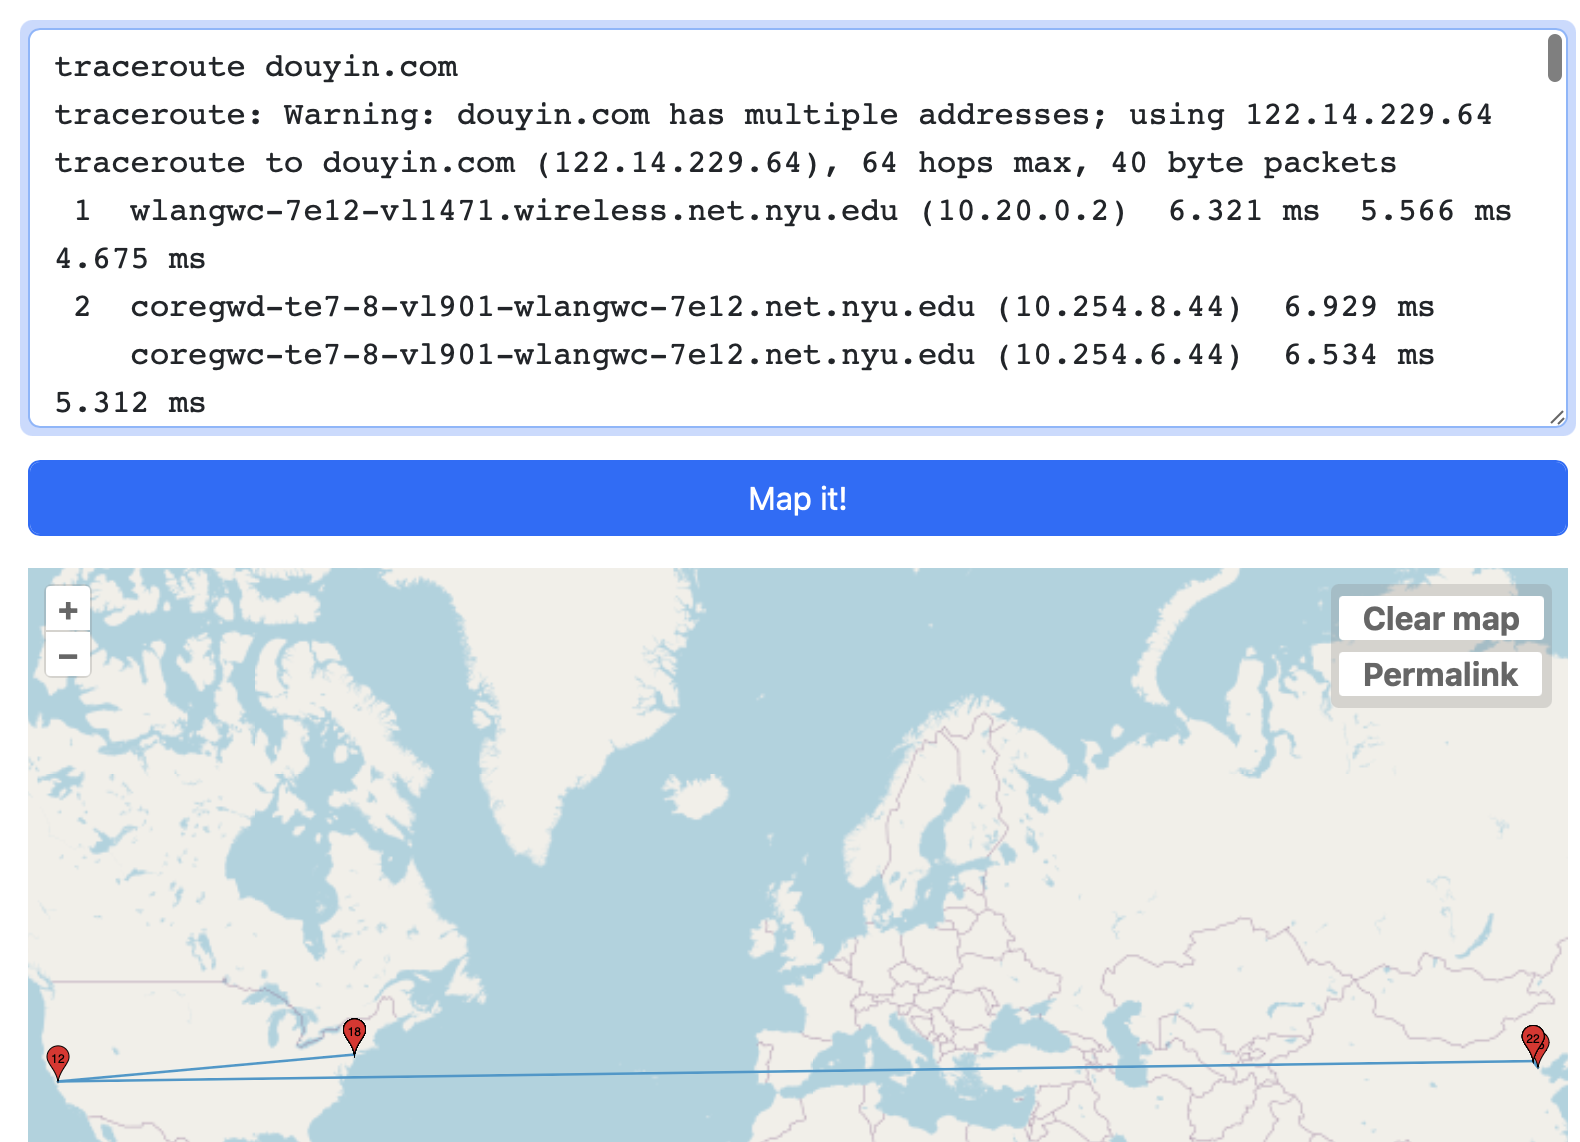 traceroute douyin.com
traceroute: Warning: douyin.com has multiple addresses; using 122.14.229.64
traceroute to douyin.com (122.14.229.64), 64 hops max, 40 byte packets
1 wlangwc-7e12-vl1471.wireless.net.nyu.edu (10.20.0.2) 6.321 ms 5.566 ms
4.675 ms
2 coregwd-te7-8-vl901-wlangwc-7e12.net.nyu.edu (10.254.8.44) 6.929 ms
coregwc-te7-8-vl901-wlangwc-7e12.net.nyu.edu (10.254.6.44) 6.534 ms
5.312 ms
Map it!
+
−
Clear map
Permalink
18
12
22